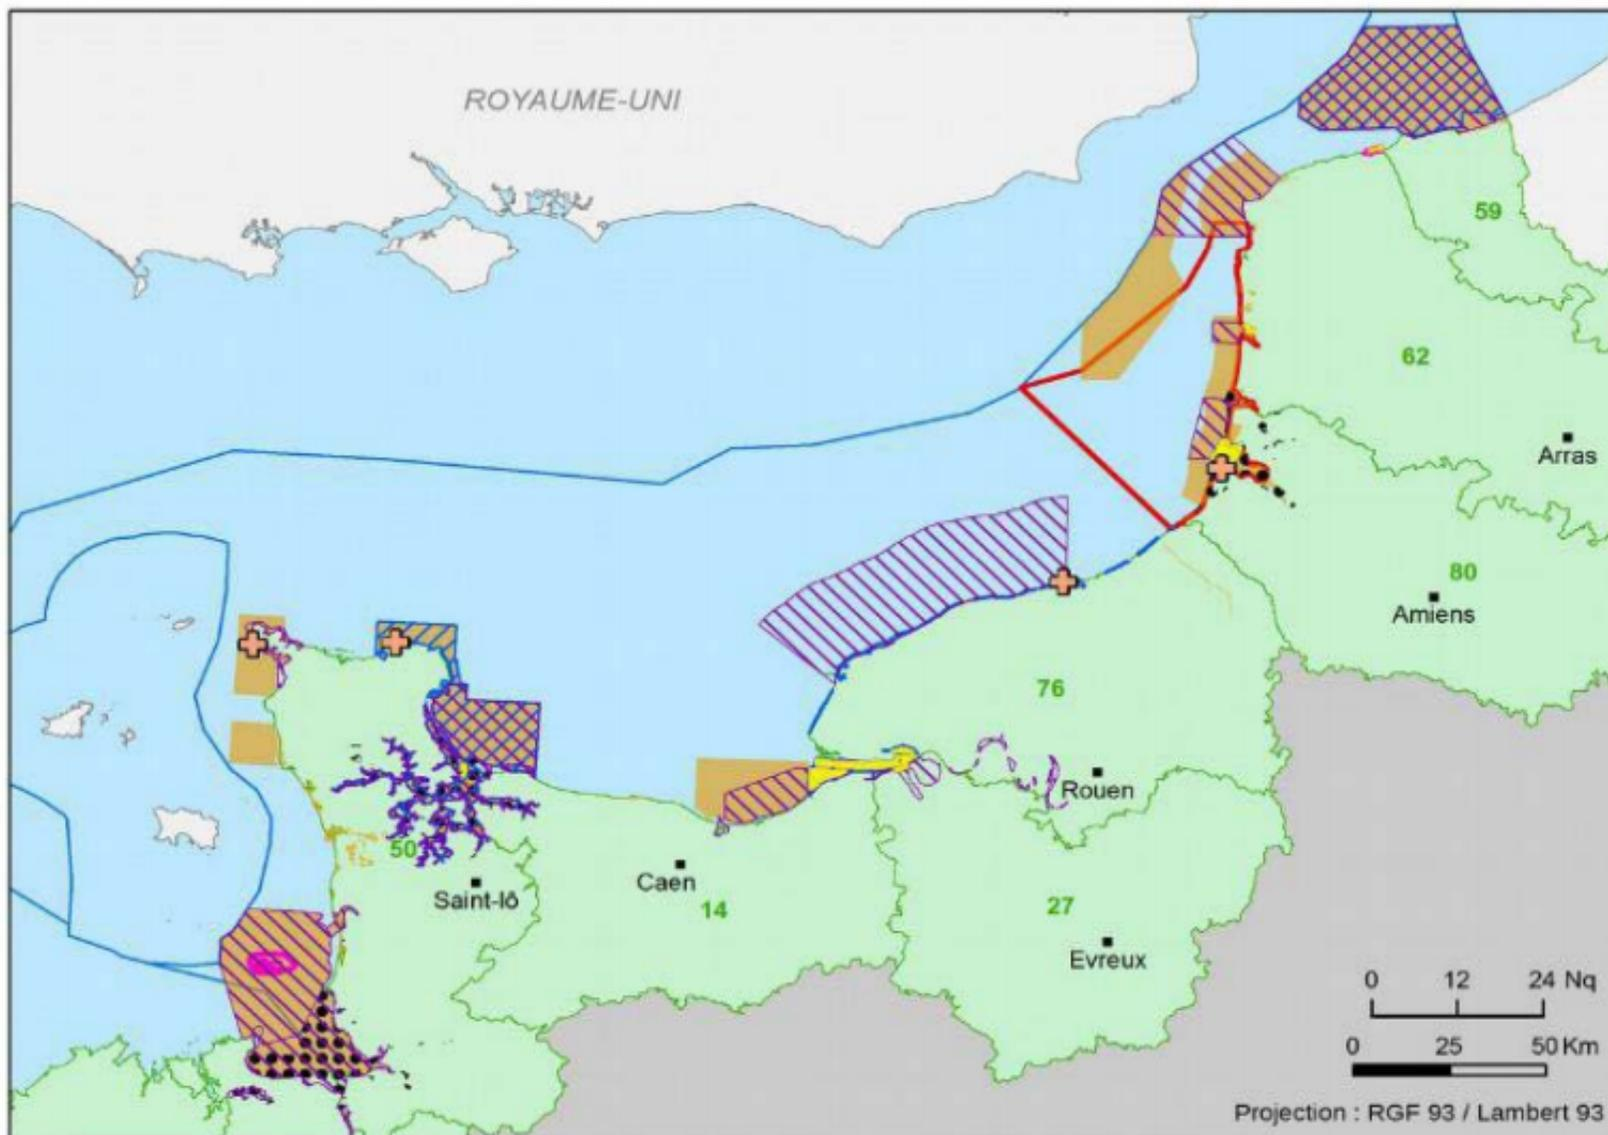 ROYAUME-UNI
59
62
Arras
80
Amiens
76
Rouen
50
Saint-lô
Caen
14
27
Evreux
0 12 24 Nq
0 25 50 Km
Projection : RGF 93 / Lambert 93